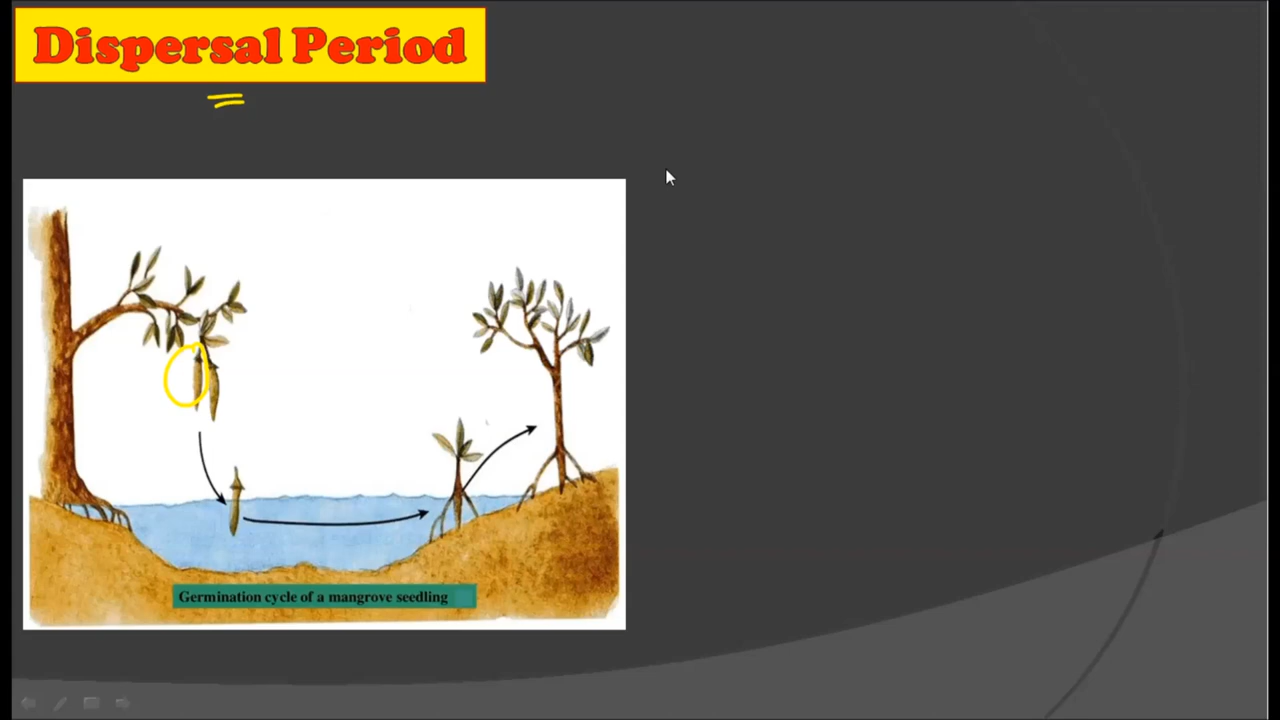 Dispersal Period
Germination cycle of a mangrove seedling